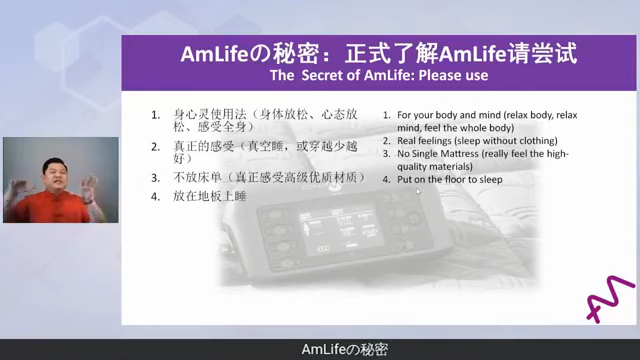 AmLifeの秘密：正式了解AmLife请尝试
The Secret of AmLife: Please use
1. 身心灵使用法（身体放松、心态放
松、感受全身）
2. 真正的感受（真空睡，或穿越少越
好）
3. 不放床单（真正感受高级优质材质）
4. 放在地板上睡
1. For your body and mind (relax body, relax
mind, feel the whole body)
2. Real feelings (sleep without clothing)
3. No Single Mattress (really feel the high-
quality materials)
4. Put on the floor to sleep
AmLifeの秘密